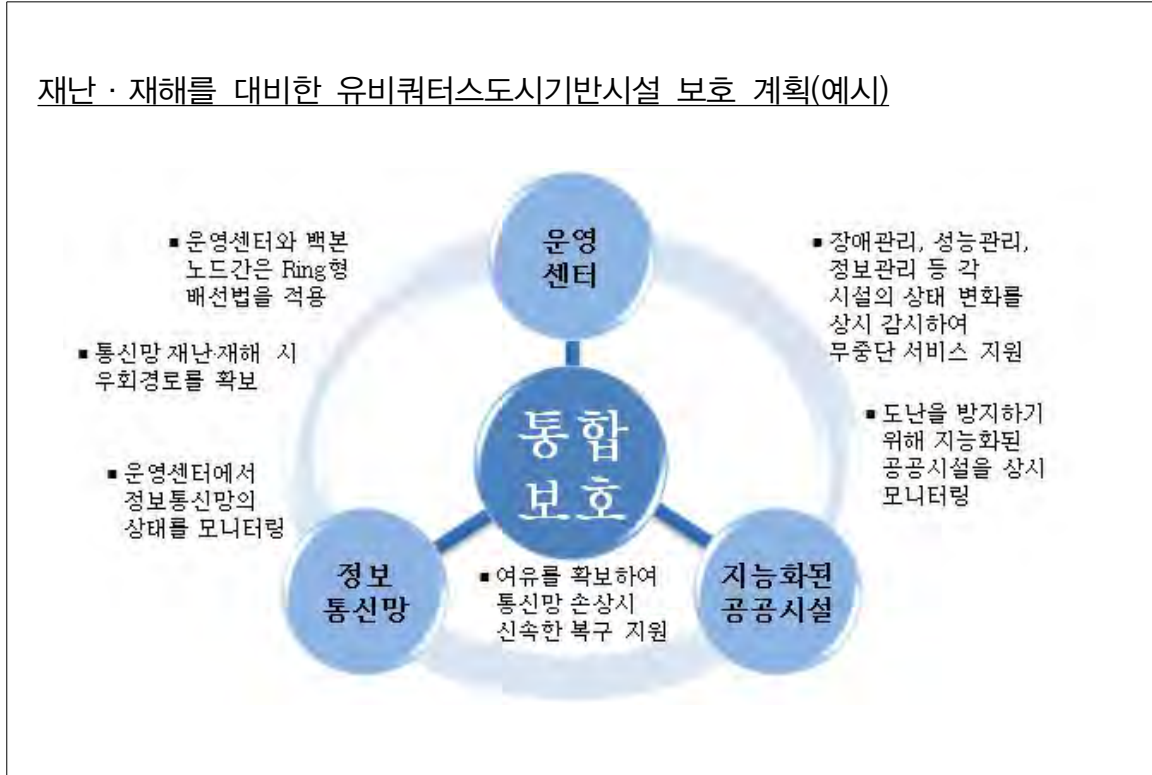 재난 · 재해를 대비한 유비쿼터스도시기반시설 보호 계획(예시)
운영
센터
▪ 운영센터와 백본
노드간은 Ring형
배선법을 적용
▪ 통신망 재난·재해 시
우회경로를 확보
▪ 운영센터에서
정보통신망의
상태를 모니터링
▪ 장애관리, 성능관리,
정보관리 등 각
시설의 상태 변화를
상시 감시하여
무중단 서비스 지원
▪ 도난을 방지하기
위해 지능화된
공공시설을 상시
모니터링
통합
보호
정보
통신망
▪ 여유를 확보하여
통신망 손상시
신속한 복구 지원
지능화된
공공시설